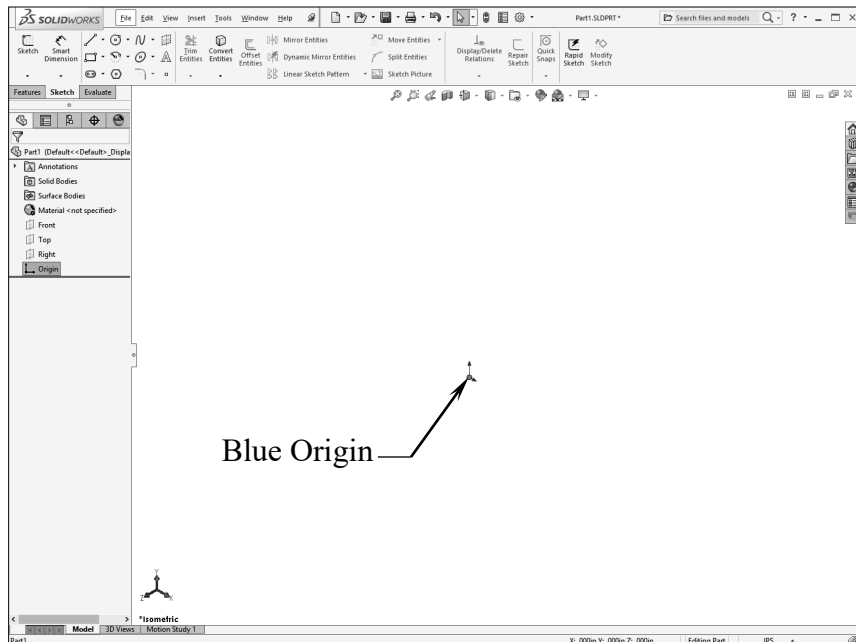 SOLIDWORKS File Edit View Insert Tools Window Help Part1.SLDPRT * Search files and models ?
Sketch Smart Dimension Trim Entities Convert Entities Offset Entities Mirror Entities Dynamic Mirror Entities Linear Sketch Pattern Move Entities Split Entities Sketch Picture Display/Delete Relations Repair Sketch Quick Snaps Rapid Sketch Modify Sketch
Features Sketch Evaluate
Part1 (Default<<Default>_Displa
Annotations
Solid Bodies
Surface Bodies
Material <not specified>
Front
Top
Right
Origin
Blue Origin
Y
Z X
*Isometric
Model 3D Views Motion Study 1
Part1 X: .000in Y: .000in Z: .000in Editing Part IPS